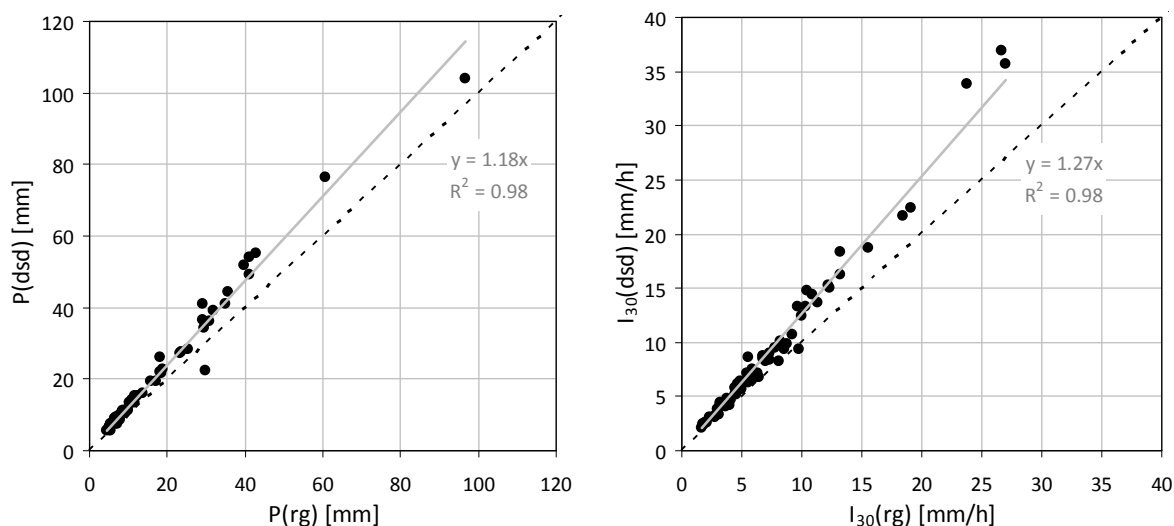 120
100
80
60
40
20
0
P(dsd) [mm]
y = 1.18x
R² = 0.98
0 20 40 60 80 100 120
P(rg) [mm]
40
35
30
25
20
15
10
5
0
I₃₀(dsd) [mm/h]
y = 1.27x
R² = 0.98
0 5 10 15 20 25 30 35 40
I₃₀(rg) [mm/h]